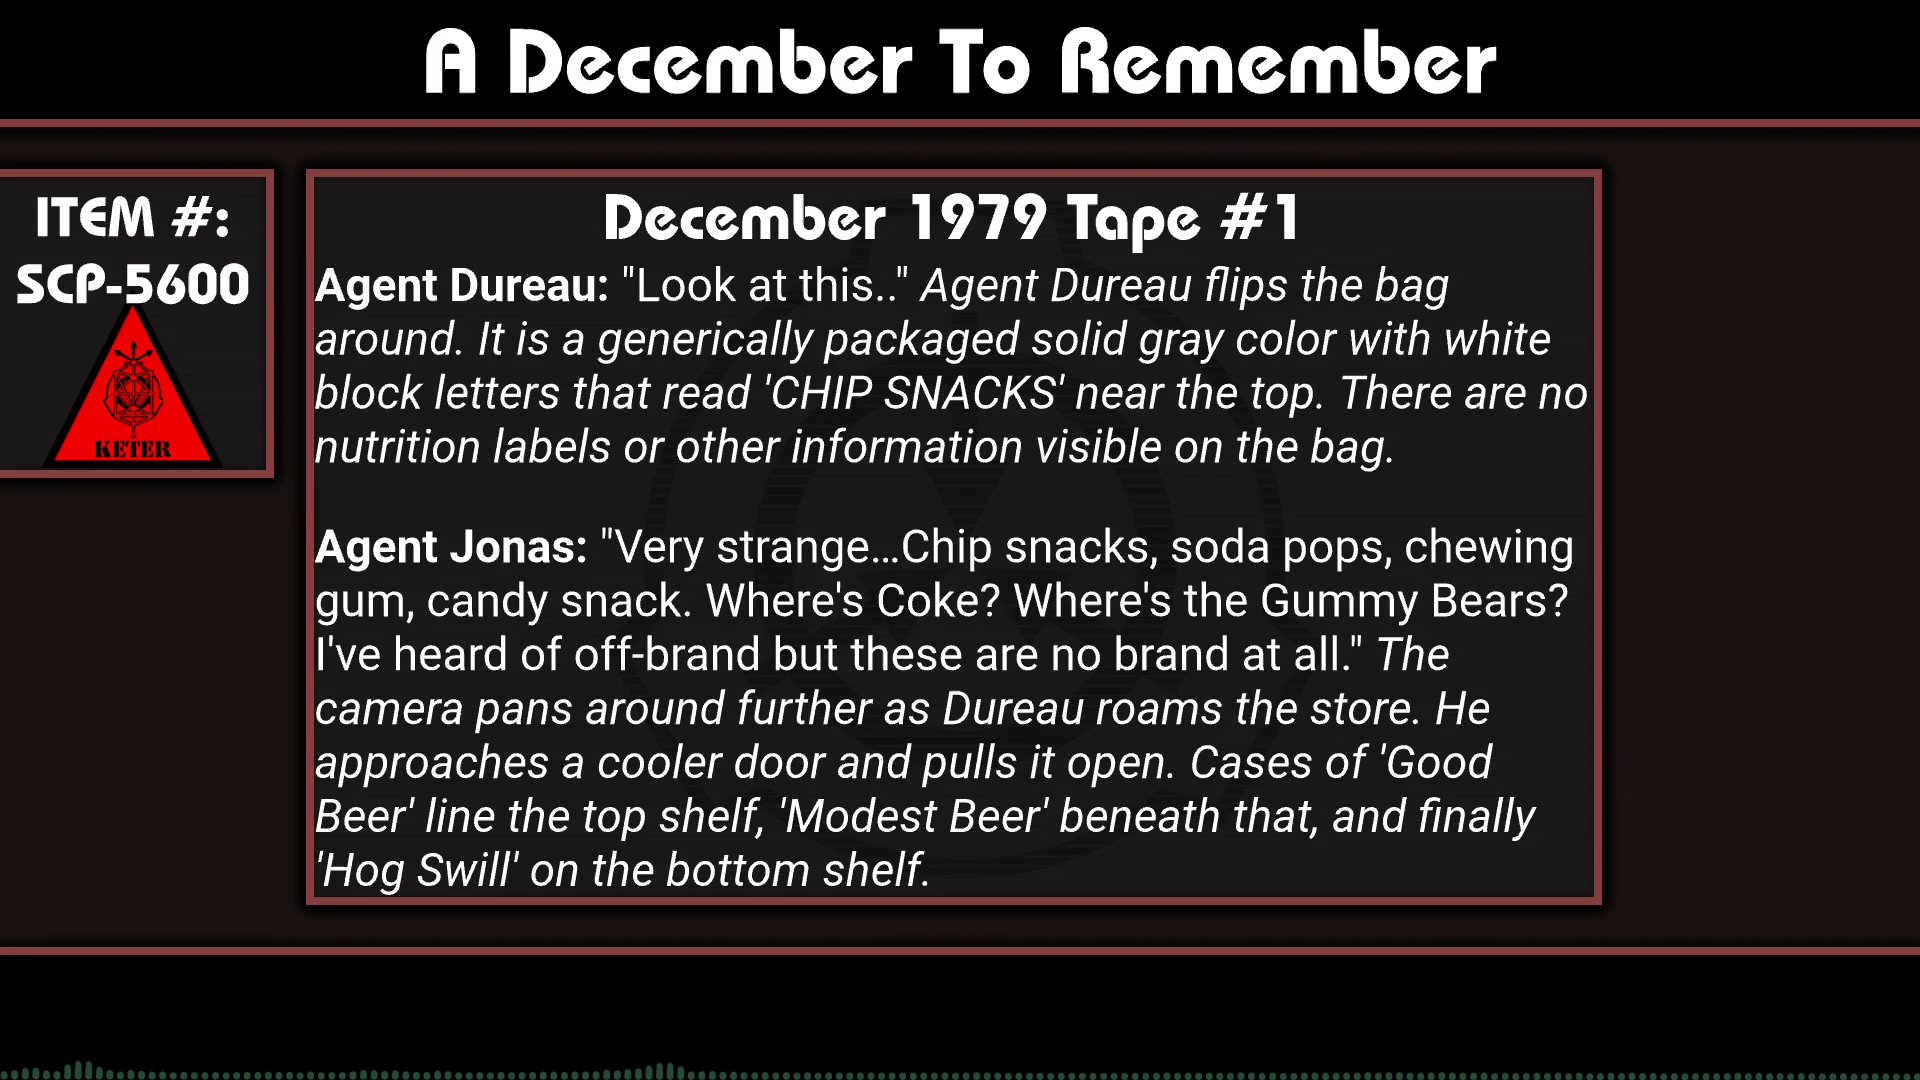 A December To Remember
ITEM #:
SCP-5600
KETER
December 1979 Tape #1
Agent Dureau: "Look at this.." Agent Dureau flips the bag
around. It is a generically packaged solid gray color with white
block letters that read 'CHIP SNACKS' near the top. There are no
nutrition labels or other information visible on the bag.
Agent Jonas: "Very strange…Chip snacks, soda pops, chewing
gum, candy snack. Where's Coke? Where's the Gummy Bears?
I've heard of off-brand but these are no brand at all." The
camera pans around further as Dureau roams the store. He
approaches a cooler door and pulls it open. Cases of 'Good
Beer' line the top shelf, 'Modest Beer' beneath that, and finally
'Hog Swill' on the bottom shelf.